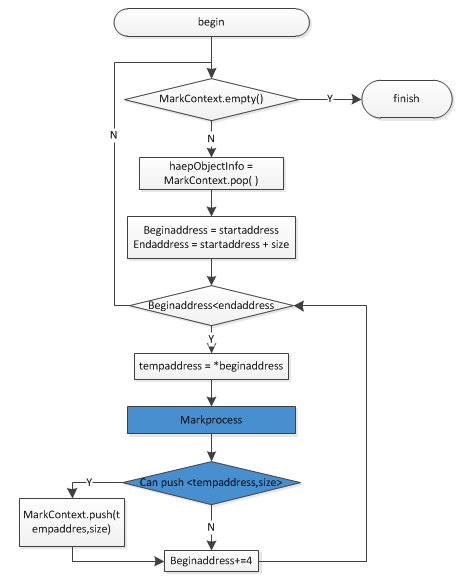 begin
MarkContext.empty()
Y
finish
N
N
haepObjectInfo =
MarkContext.pop( )
Beginaddress = startaddress
Endaddress = startaddress + size
Beginaddress<endaddress
Y
tempaddress = *beginaddress
Markprocess
Can push <tempaddress,size>
Y
MarkContext.push(t
empaddres,size)
N
Beginaddress+=4